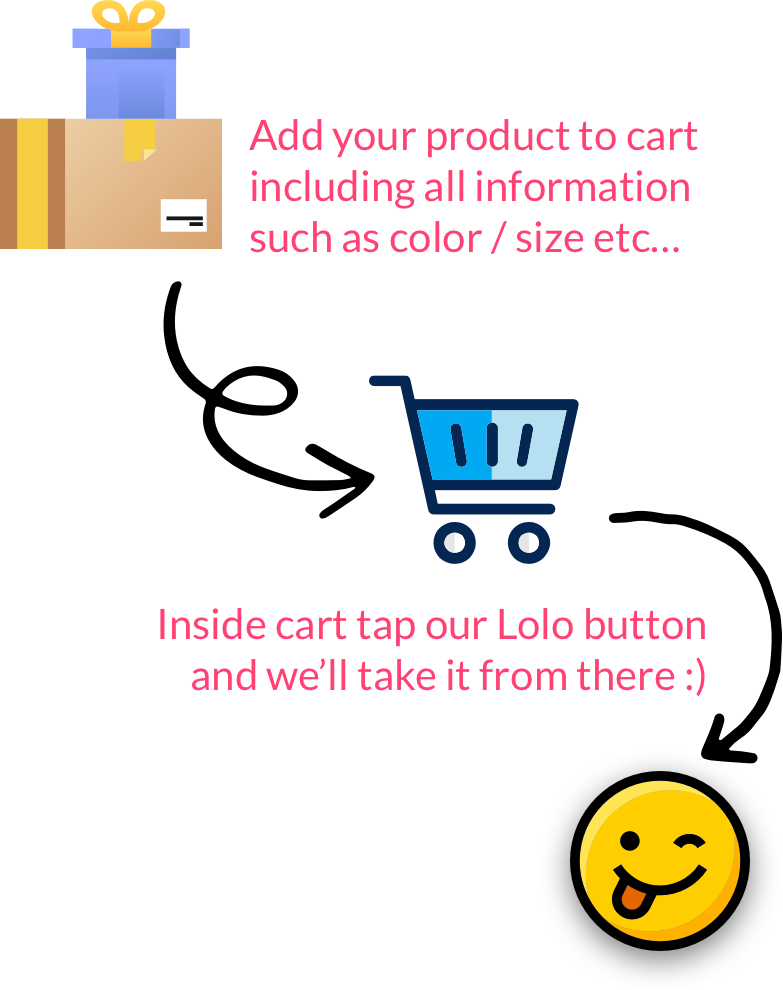 Add your product to cart
including all information
such as color / size etc...
Inside cart tap our Lolo button
and we’ll take it from there :)